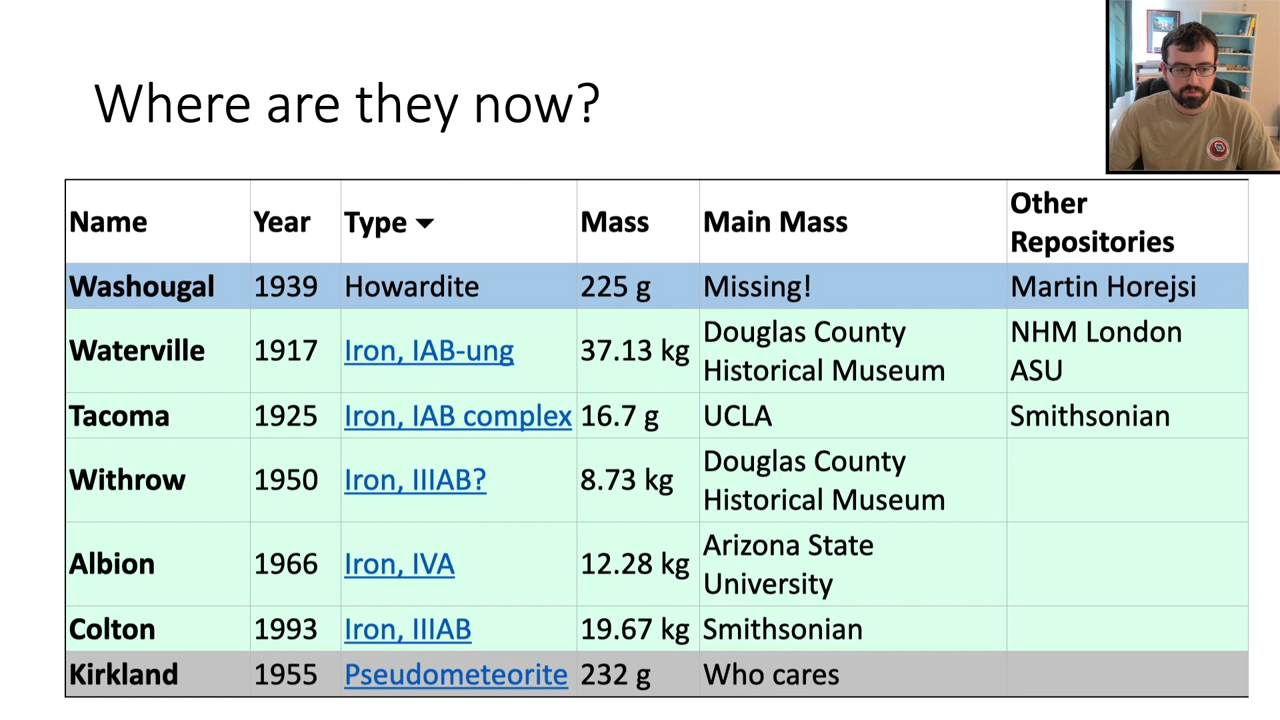 Where are they now?
Name Year Type Mass Main Mass Other Repositories
Washougal 1939 Howardite 225 g Missing! Martin Horejsi
Waterville 1917 Iron, IAB-ung 37.13 kg Douglas County Historical Museum NHM London ASU
Tacoma 1925 Iron, IAB complex 16.7 g UCLA Smithsonian
Withrow 1950 Iron, IIIAB? 8.73 kg Douglas County Historical Museum
Albion 1966 Iron, IVA 12.28 kg Arizona State University
Colton 1993 Iron, IIIAB 19.67 kg Smithsonian
Kirkland 1955 Pseudometeorite 232 g Who cares